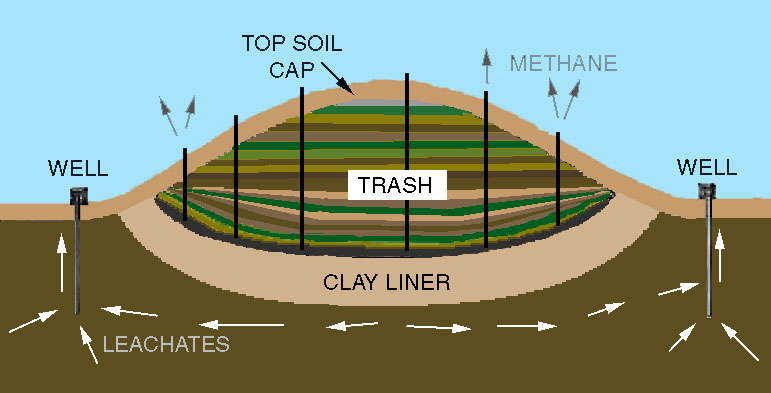 TOP SOIL
CAP
METHANE
WELL
WELL
TRASH
CLAY LINER
LEACHATES